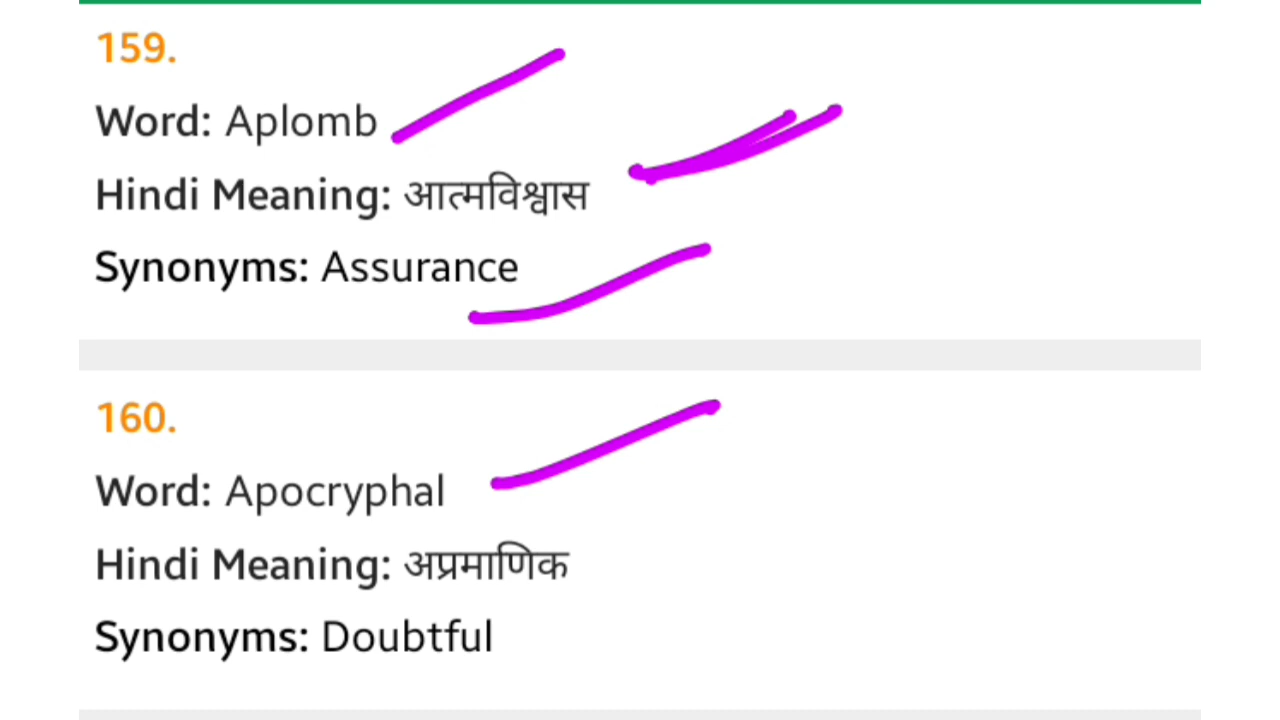 159.
Word: Aplomb
Hindi Meaning: आत्मविश्वास
Synonyms: Assurance
160.
Word: Apocryphal
Hindi Meaning: अप्रमाणिक
Synonyms: Doubtful